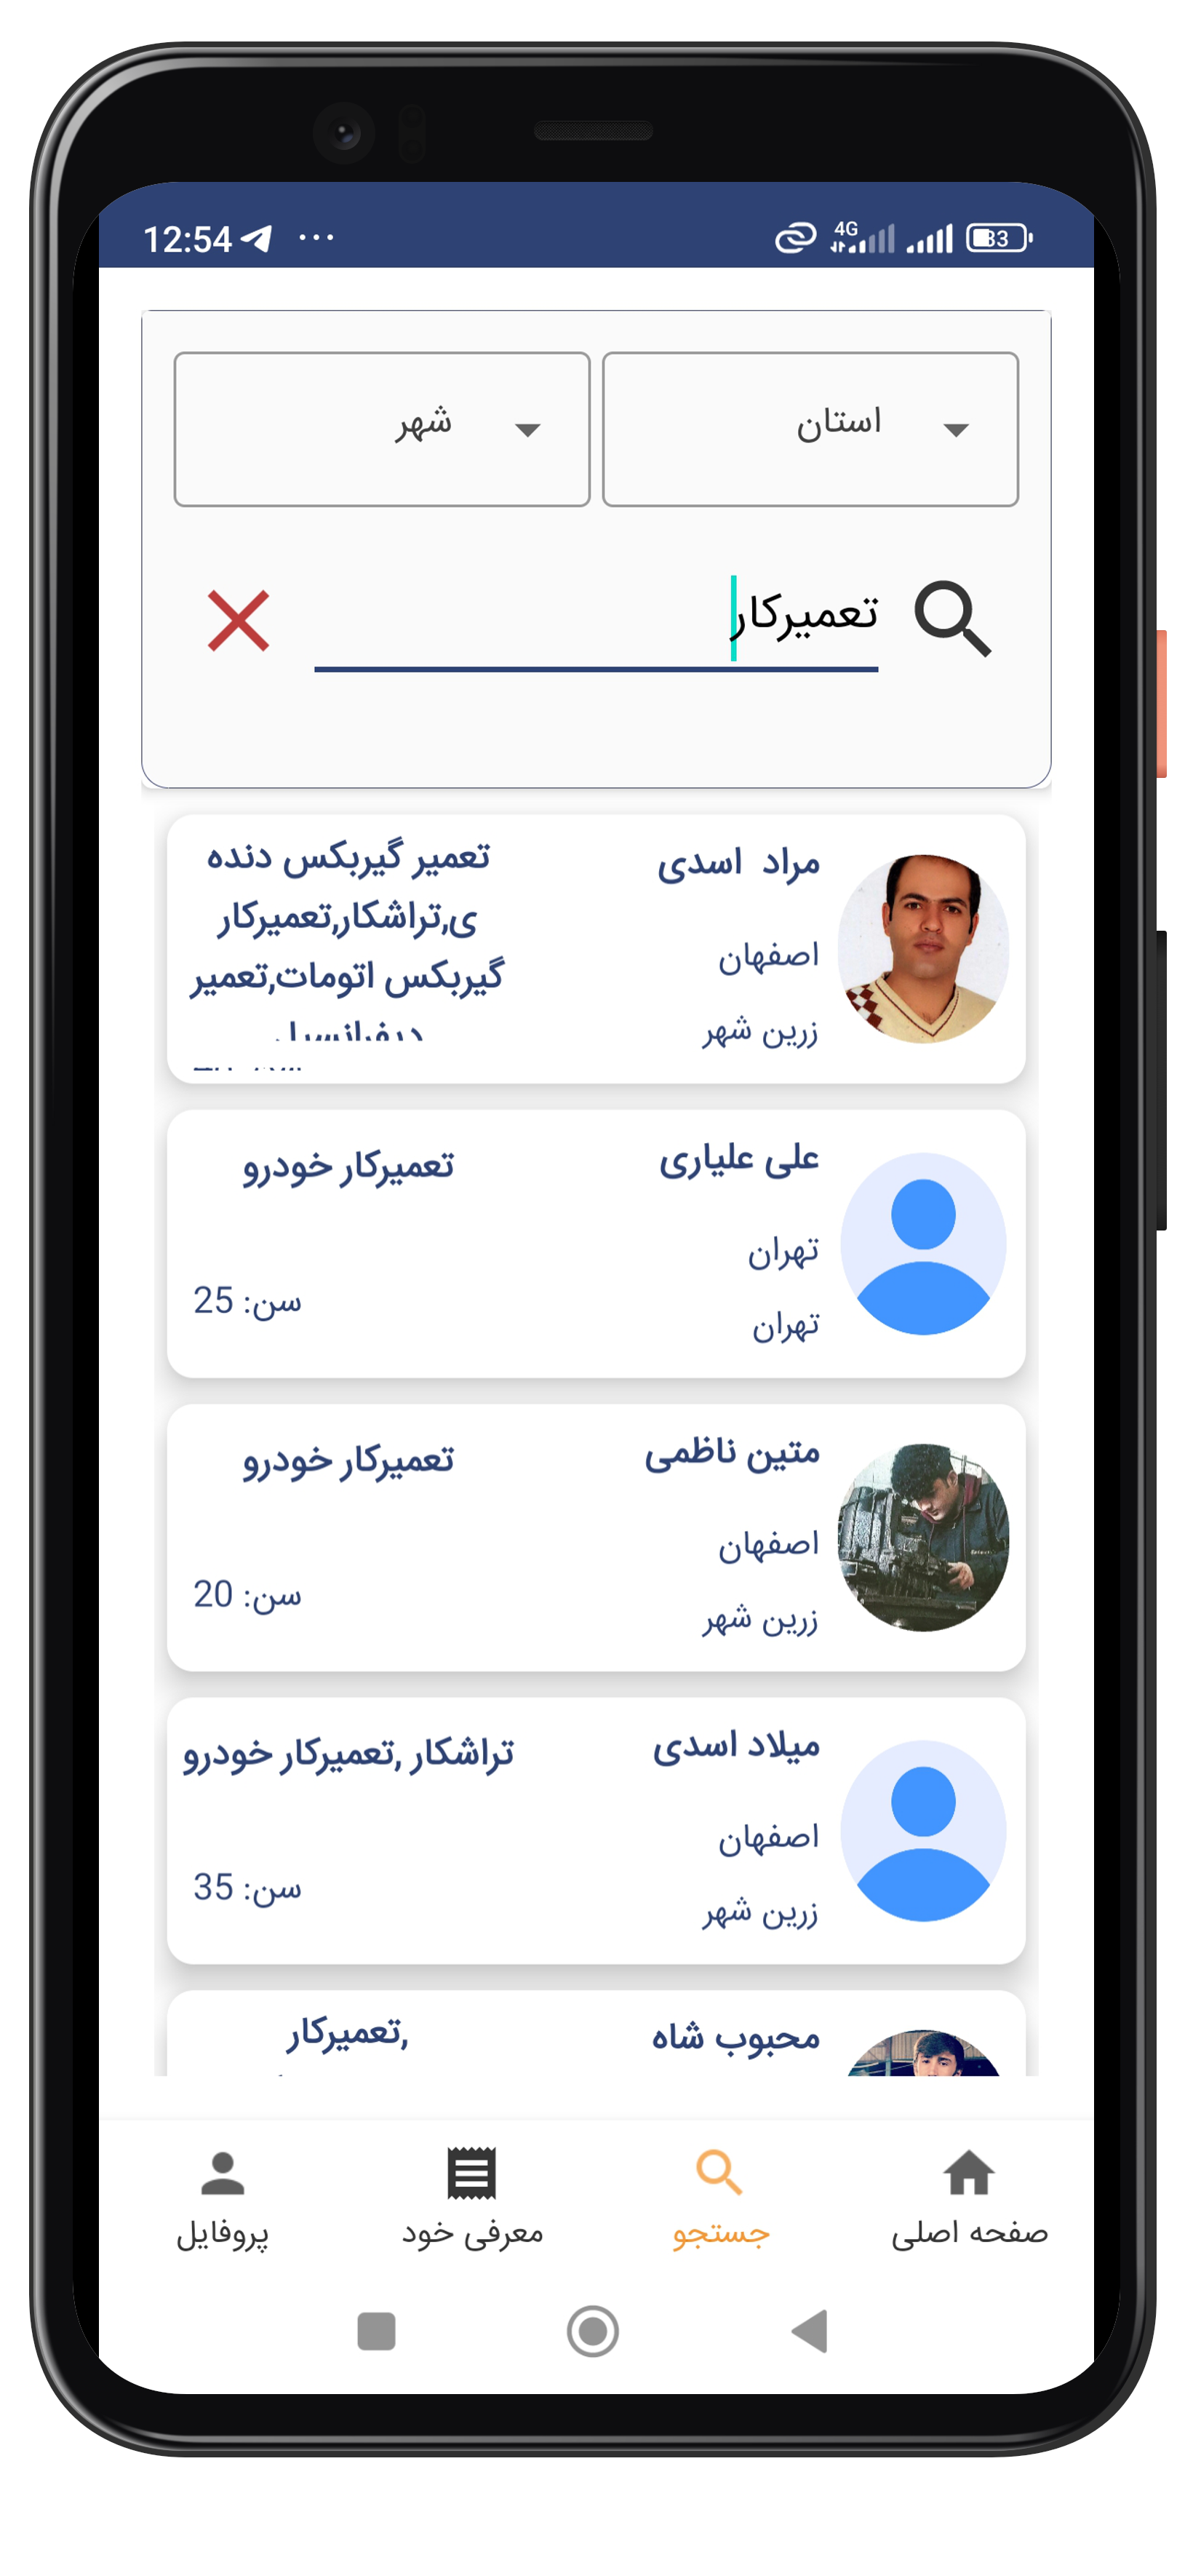 12:54
4G
33
استان
شهر
تعمیرکار
مراد اسدی
اصفهان
زرین شهر
تعمیر گیربکس دنده
ی,تراشکار,تعمیرکار
گیربکس اتومات,تعمیر
دیفرانسیل
علی علیاری
تهران
تهران
تعمیرکار خودرو
سن: 25
متین ناظمی
اصفهان
زرین شهر
تعمیرکار خودرو
سن: 20
میلاد اسدی
اصفهان
زرین شهر
تراشکار ,تعمیرکار خودرو
سن: 35
محبوب شاه
,تعمیرکار
صفحه اصلی
جستجو
معرفی خود
پروفایل